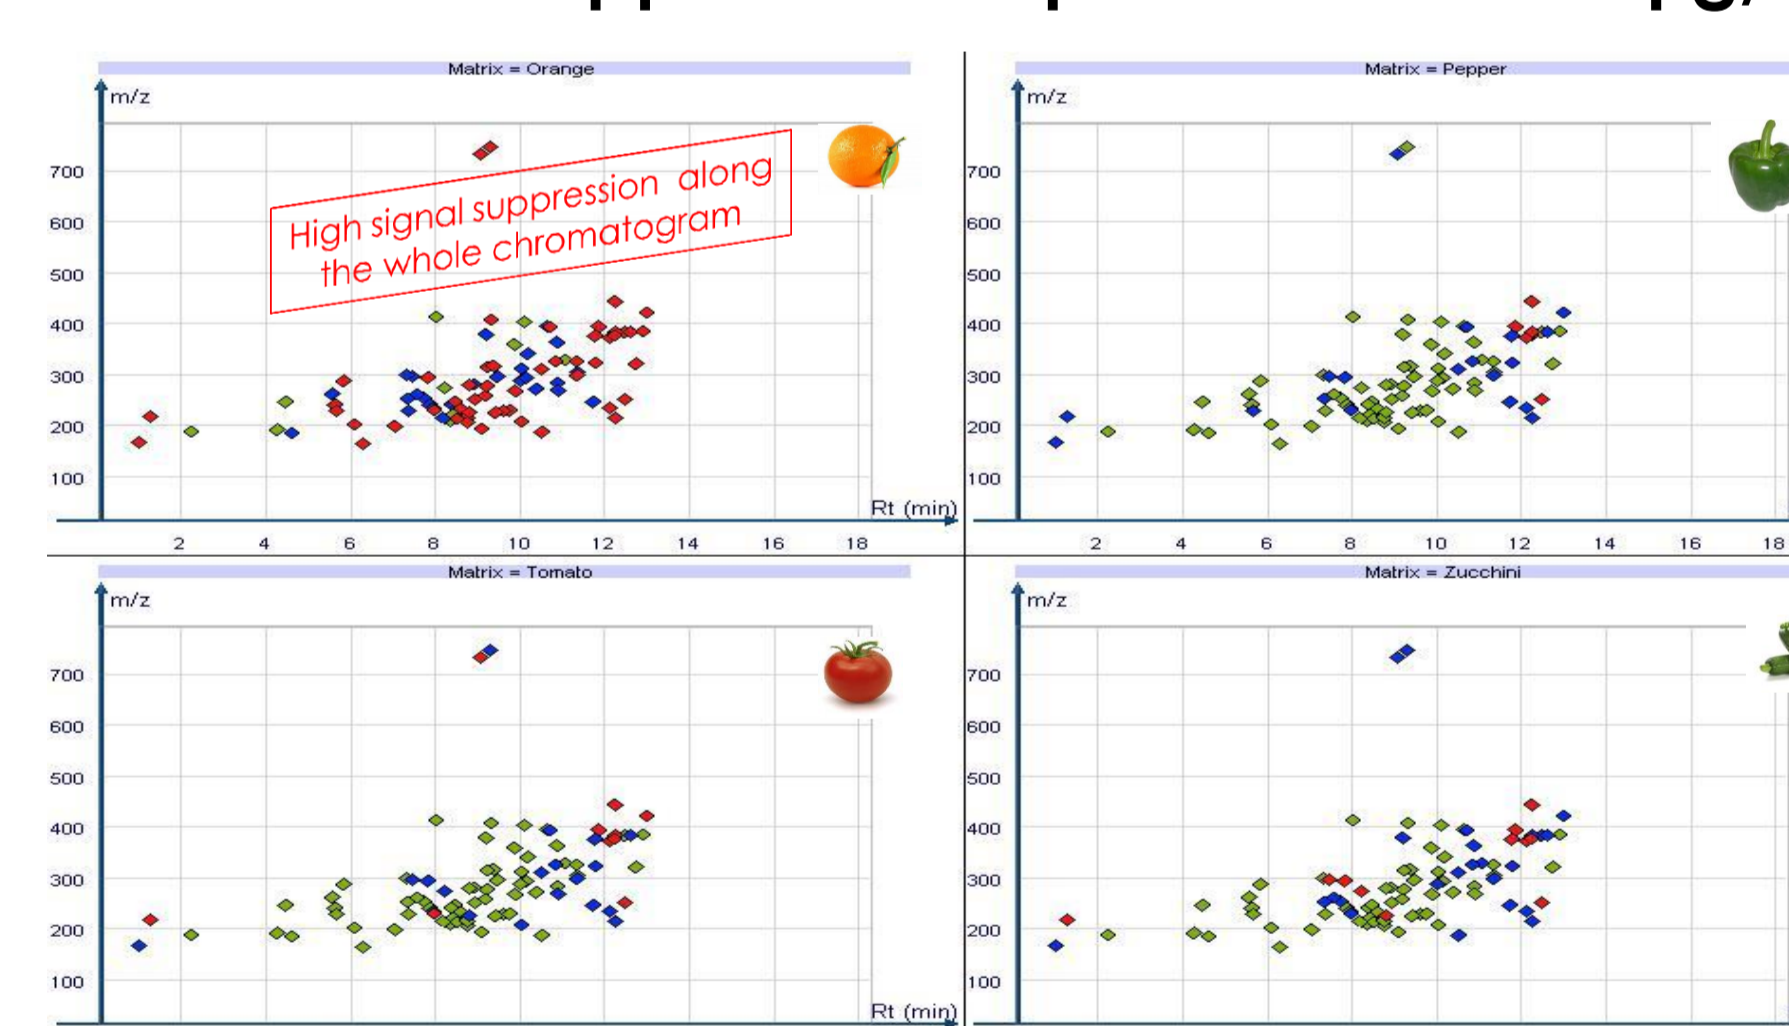 Matrix = Orange
m/z
700
600
500
400
300
200
100
High signal suppression along
the whole chromatogram
Rt (min)
2 4 6 8 10 12 14 16 18
Matrix = Pepper
m/z
700
600
500
400
300
200
100
2 4 6 8 10 12 14 16 18
Matrix = Tomato
m/z
700
600
500
400
300
200
100
Rt (min)
Matrix = Zucchini
m/z
700
600
500
400
300
200
100